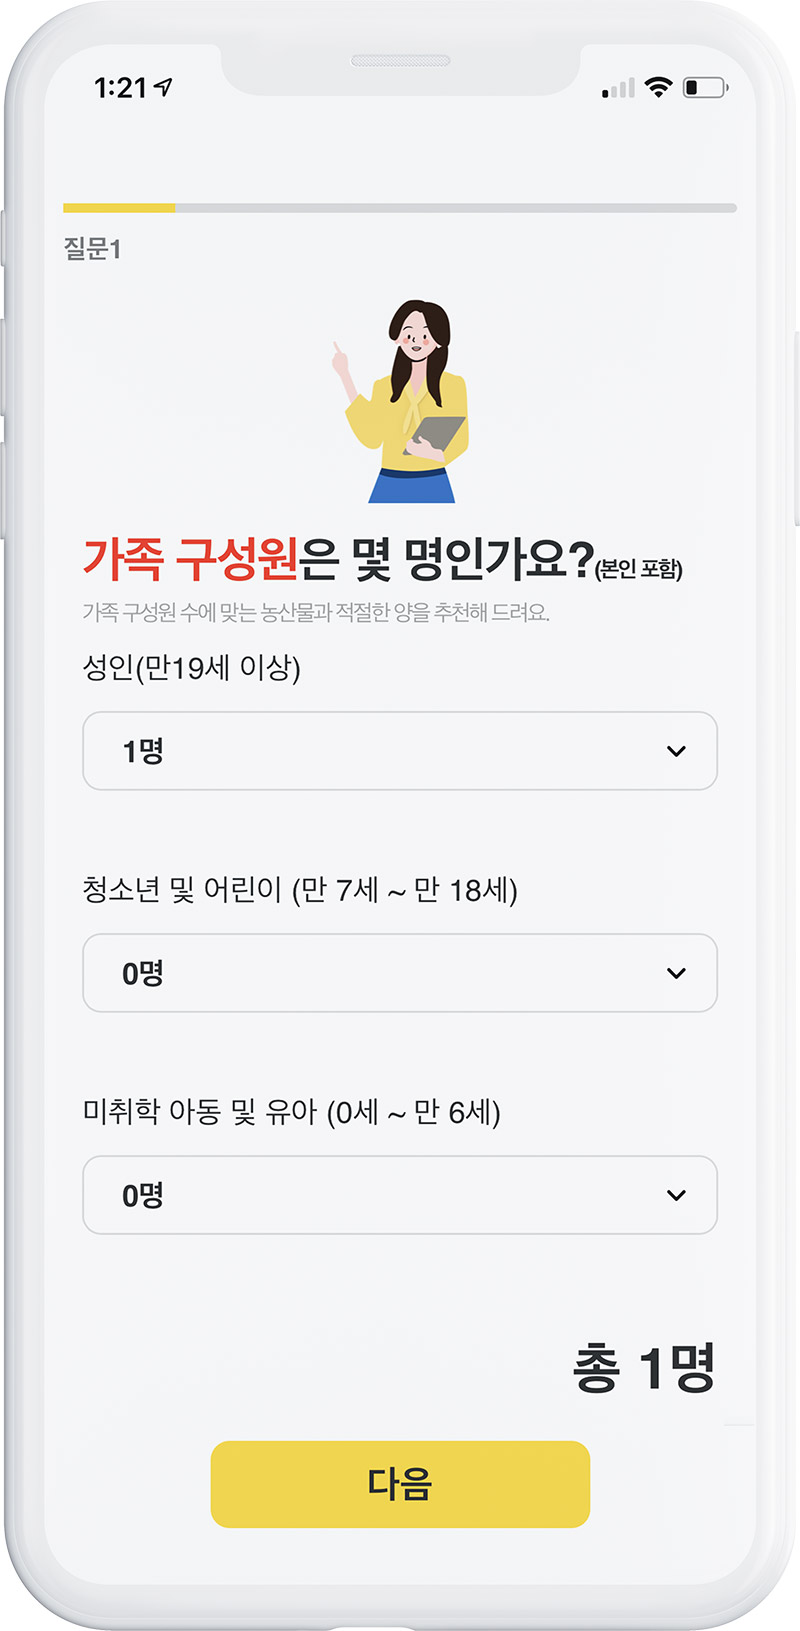 1:21
질문1
가족 구성원은 몇 명인가요?(본인 포함)
가족 구성원 수에 맞는 농산물과 적절한 양을 추천해 드려요.
성인(만19세 이상)
1명
청소년 및 어린이 (만 7세 ~ 만 18세)
0명
미취학 아동 및 유아 (0세 ~ 만 6세)
0명
총 1명
다음